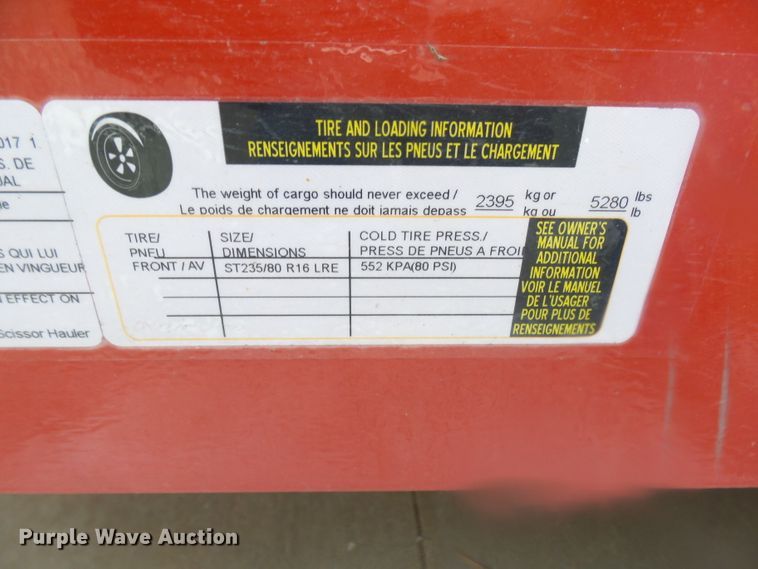 017 1
S. DE
JAL
TIRE AND LOADING INFORMATION
RENSEIGNEMENTS SUR LES PNEUS ET LE CHARGEMENT
The weight of cargo should never exceed / 2395 kg or 5280 lbs
Le poids de chargement ne doit jamais depass kg ou lb
TIRE/ SIZE/ COLD TIRE PRESS./
PNEU DIMENSIONS PRESS DE PNEUS A FROI
FRONT / AV ST235/80 R16 LRE 552 KPA(80 PSI)
SEE OWNER'S
MANUAL FOR
ADDITIONAL
INFORMATION
VOIR LE MANUEL
DE L'USAGER
POUR PLUS DE
RENSEIGNEMENTS
S QUI LUI
EN VINGUEUR
EFFECT ON
Scissor Hauler
Purple Wave Auction